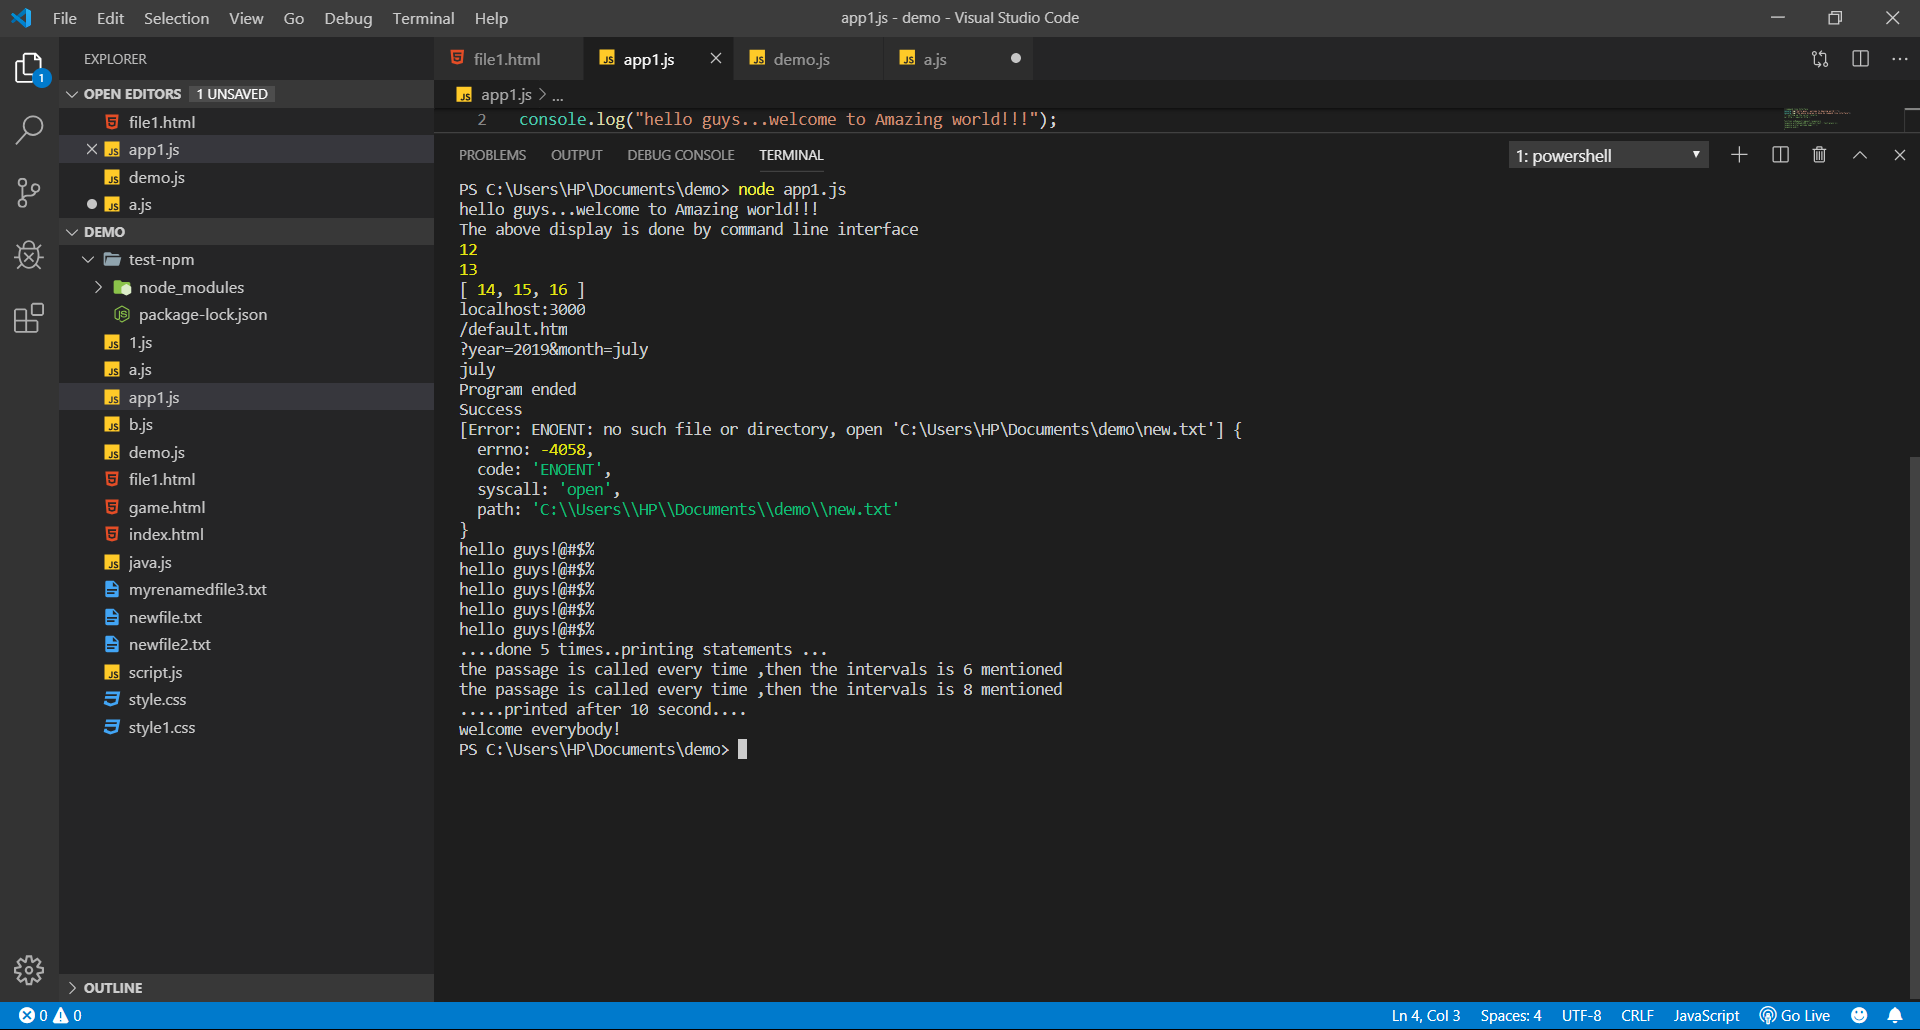 File Edit Selection View Go Debug Terminal Help
app1.js - demo - Visual Studio Code
EXPLORER
1
OPEN EDITORS 1 UNSAVED
file1.html
app1.js
demo.js
a.js
DEMO
test-npm
node_modules
package-lock.json
1.js
a.js
app1.js
b.js
demo.js
file1.html
game.html
index.html
java.js
myrenamedfile3.txt
newfile.txt
newfile2.txt
script.js
style.css
style1.css
OUTLINE
file1.html app1.js demo.js a.js
app1.js > ...
2 console.log("hello guys...welcome to Amazing world!!!");
PROBLEMS OUTPUT DEBUG CONSOLE TERMINAL
1: powershell
PS C:\Users\HP\Documents\demo> node app1.js
hello guys...welcome to Amazing world!!!
The above display is done by command line interface
12
13
[ 14, 15, 16 ]
localhost:3000
/default.htm
?year=2019&month=july
july
Program ended
Success
[Error: ENOENT: no such file or directory, open 'C:\Users\HP\Documents\demo\new.txt'] {
  errno: -4058,
  code: 'ENOENT',
  syscall: 'open',
  path: 'C:\\Users\\HP\\Documents\\demo\\new.txt'
}
hello guys!@#$%
hello guys!@#$%
hello guys!@#$%
hello guys!@#$%
hello guys!@#$%
....done 5 times..printing statements ...
the passage is called every time ,then the intervals is 6 mentioned
the passage is called every time ,then the intervals is 8 mentioned
.....printed after 10 second....
welcome everybody!
PS C:\Users\HP\Documents\demo>
0 0
Ln 4, Col 3 Spaces: 4 UTF-8 CRLF JavaScript Go Live